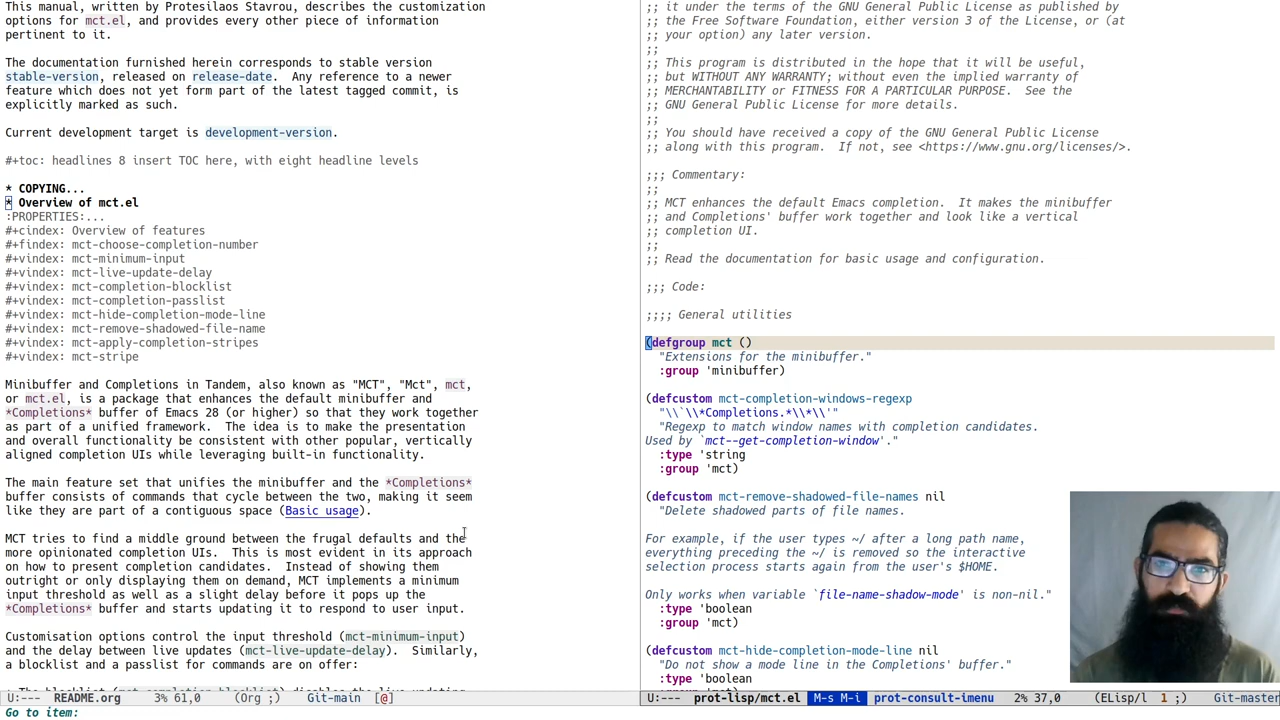 This manual, written by Protesilaos Stavrou, describes the customization
options for mct.el, and provides every other piece of information
pertinent to it.
The documentation furnished herein corresponds to stable version
stable-version, released on release-date.  Any reference to a newer
feature which does not yet form part of the latest tagged commit, is
explicitly marked as such.
Current development target is development-version.
#+toc: headlines 8 insert TOC here, with eight headline levels
* COPYING...
* Overview of mct.el
:PROPERTIES:...
#+cindex: Overview of features
#+findex: mct-choose-completion-number
#+vindex: mct-minimum-input
#+vindex: mct-live-update-delay
#+vindex: mct-completion-blocklist
#+vindex: mct-completion-passlist
#+vindex: mct-hide-completion-mode-line
#+vindex: mct-remove-shadowed-file-name
#+vindex: mct-apply-completion-stripes
#+vindex: mct-stripe
Minibuffer and Completions in Tandem, also known as "MCT", "Mct", mct,
or mct.el, is a package that enhances the default minibuffer and
*Completions* buffer of Emacs 28 (or higher) so that they work together
as part of a unified framework.  The idea is to make the presentation
and overall functionality be consistent with other popular, vertically
aligned completion UIs while leveraging built-in functionality.
The main feature set that unifies the minibuffer and the *Completions*
buffer consists of commands that cycle between the two, making it seem
like they are part of a contiguous space (Basic usage).
MCT tries to find a middle ground between the frugal defaults and the
more opinionated completion UIs.  This is most evident in its approach
on how to present completion candidates.  Instead of showing them
outright or only displaying them on demand, MCT implements a minimum
input threshold as well as a slight delay before it pops up the
*Completions* buffer and starts updating it to respond to user input.
Customisation options control the input threshold (mct-minimum-input)
and the delay between live updates (mct-live-update-delay).  Similarly,
a blocklist and a passlist for commands are on offer:
- The blocklist (mct-completion-blocklist) disables the live updating
U:---  README.org     3% 61,0     (Org ;)    Git-main  [@]
Go to item:
;; it under the terms of the GNU General Public License as published by
;; the Free Software Foundation, either version 3 of the License, or (at
;; your option) any later version.
;;
;; This program is distributed in the hope that it will be useful,
;; but WITHOUT ANY WARRANTY; without even the implied warranty of
;; MERCHANTABILITY or FITNESS FOR A PARTICULAR PURPOSE.  See the
;; GNU General Public License for more details.
;;
;; You should have received a copy of the GNU General Public License
;; along with this program.  If not, see <https://www.gnu.org/licenses/>.
;;; Commentary:
;;
;; MCT enhances the default Emacs completion.  It makes the minibuffer
;; and Completions' buffer work together and look like a vertical
;; completion UI.
;;
;; Read the documentation for basic usage and configuration.
;;; Code:
;;;; General utilities
(defgroup mct ()
"Extensions for the minibuffer."
:group 'minibuffer)
(defcustom mct-completion-windows-regexp
"\\`\\*Completions.*\\*\\'"
"Regexp to match window names with completion candidates.
Used by `mct--get-completion-window'."
:type 'string
:group 'mct)
(defcustom mct-remove-shadowed-file-names nil
"Delete shadowed parts of file names.
For example, if the user types ~/ after a long path name,
everything preceding the ~/ is removed so the interactive
selection process starts again from the user's $HOME.
Only works when variable `file-name-shadow-mode' is non-nil."
:type 'boolean
:group 'mct)
(defcustom mct-hide-completion-mode-line nil
"Do not show a mode line in the Completions' buffer."
:type 'boolean
U:---  prot-lisp/mct.el  M-s M-i  prot-consult-imenu   2% 37,0     (ELisp/l  1 ;)    Git-master